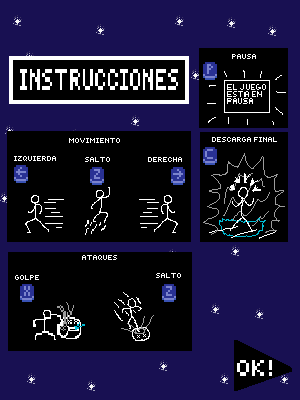 INSTRUCCIONES
PAUSA
P
EL JUEGO
ESTA EN
PAUSA
MOVIMIENTO
IZQUIERDA SALTO DERECHA
← Z →
DESCARGA FINAL
C
ATAQUES
GOLPE SALTO
X Z
OK!